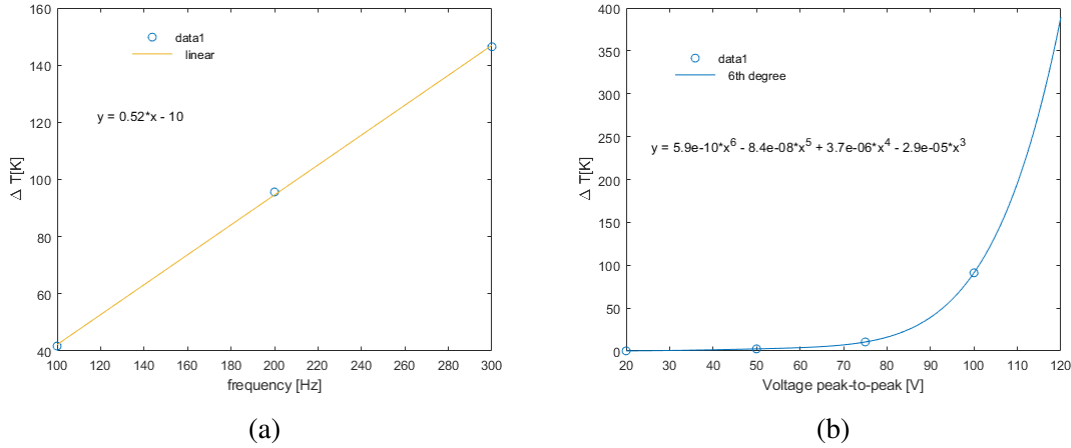 160
140
120
100
80
60
40
100 120 140 160 180 200 220 240 260 280 300
Δ T[K]
frequency [Hz]
data1
linear
y = 0.52*x - 10
(a)
400
350
300
250
200
150
100
50
0
20 30 40 50 60 70 80 90 100 110 120
Δ T[K]
Voltage peak-to-peak [V]
data1
6th degree
y = 5.9e-10*x^6 - 8.4e-08*x^5 + 3.7e-06*x^4 - 2.9e-05*x^3
(b)